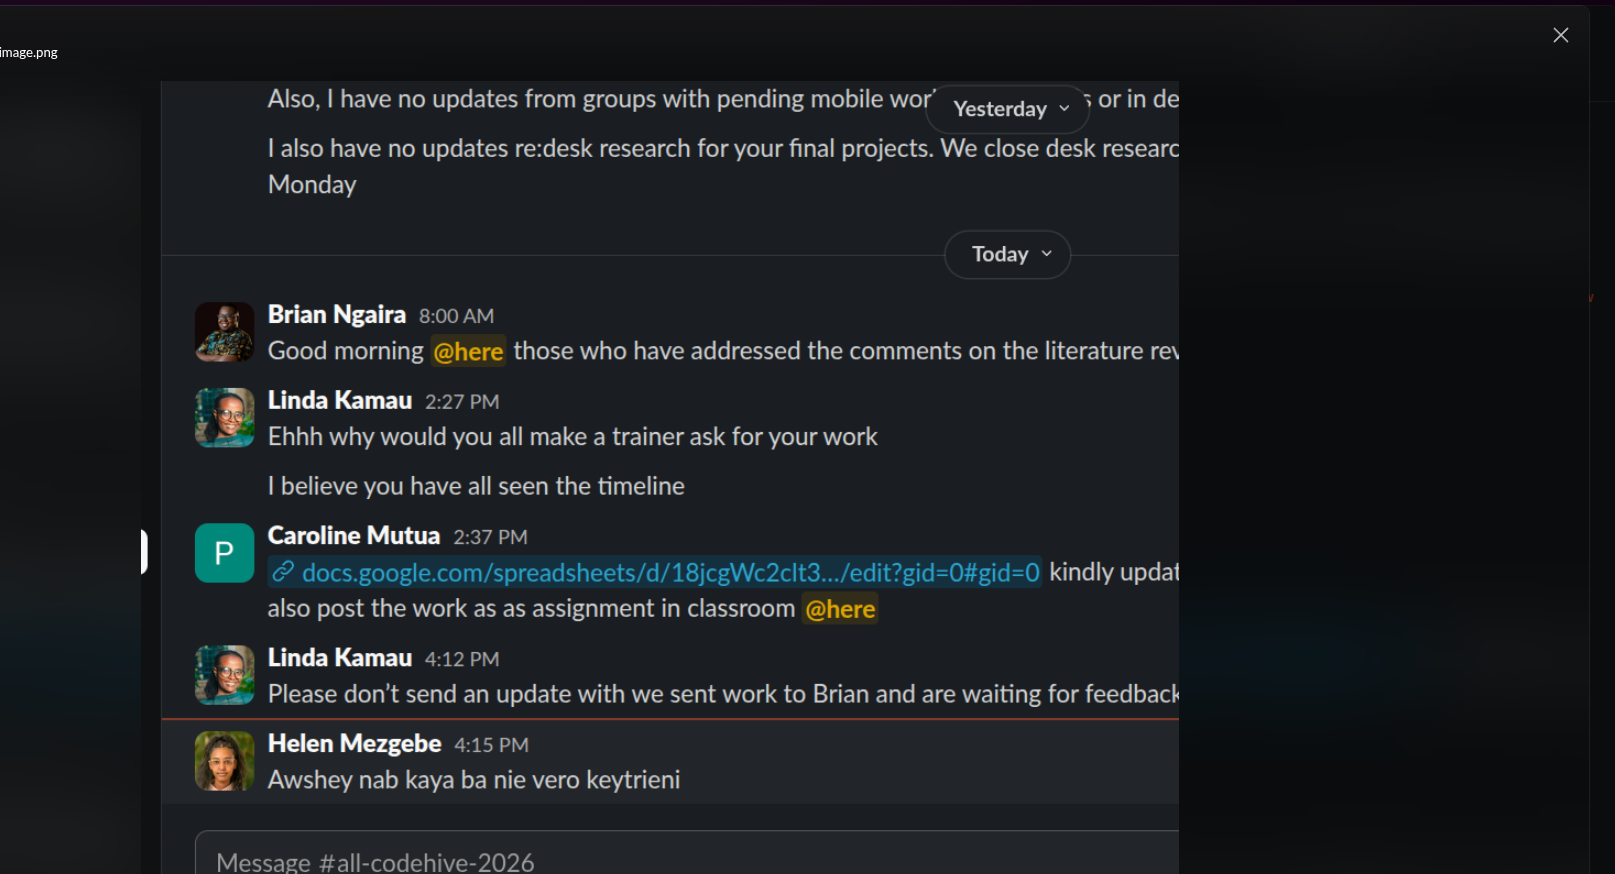 image.png
Also, I have no updates from groups with pending mobile wor
Yesterday
s or in de
I also have no updates re:desk research for your final projects. We close desk researc
Monday
Today
Brian Ngaira 8:00 AM
Good morning @here those who have addressed the comments on the literature rev
Linda Kamau 2:27 PM
Ehhh why would you all make a trainer ask for your work
I believe you have all seen the timeline
Caroline Mutua 2:37 PM
P
docs.google.com/spreadsheets/d/18jcgWc2clt3.../edit?gid=0#gid=0 kindly updat
also post the work as as assignment in classroom @here
Linda Kamau 4:12 PM
Please don’t send an update with we sent work to Brian and are waiting for feedback
Helen Mezgebe 4:15 PM
Awshey nab kaya ba nie vero keytrieni
Message #all-codehive-2026